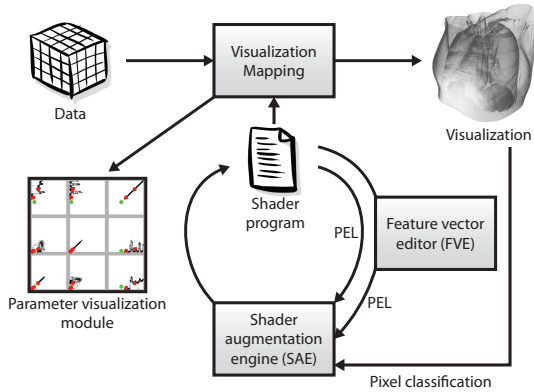 Visualization
Mapping
Data
Visualization
Shader
program
PEL
Feature vector
editor (FVE)
Parameter visualization
module
PEL
Shader
augmentation
engine (SAE)
Pixel classification